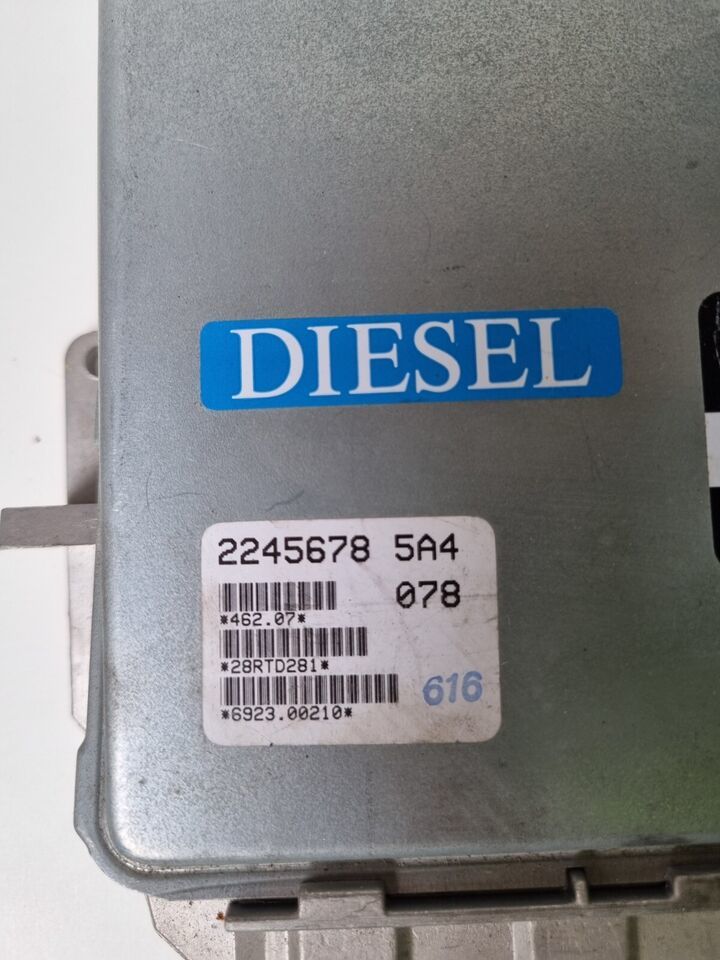 DIESEL
2245678 5A4
078
*462.07*
*28RTD281*
616
*6923.00210*